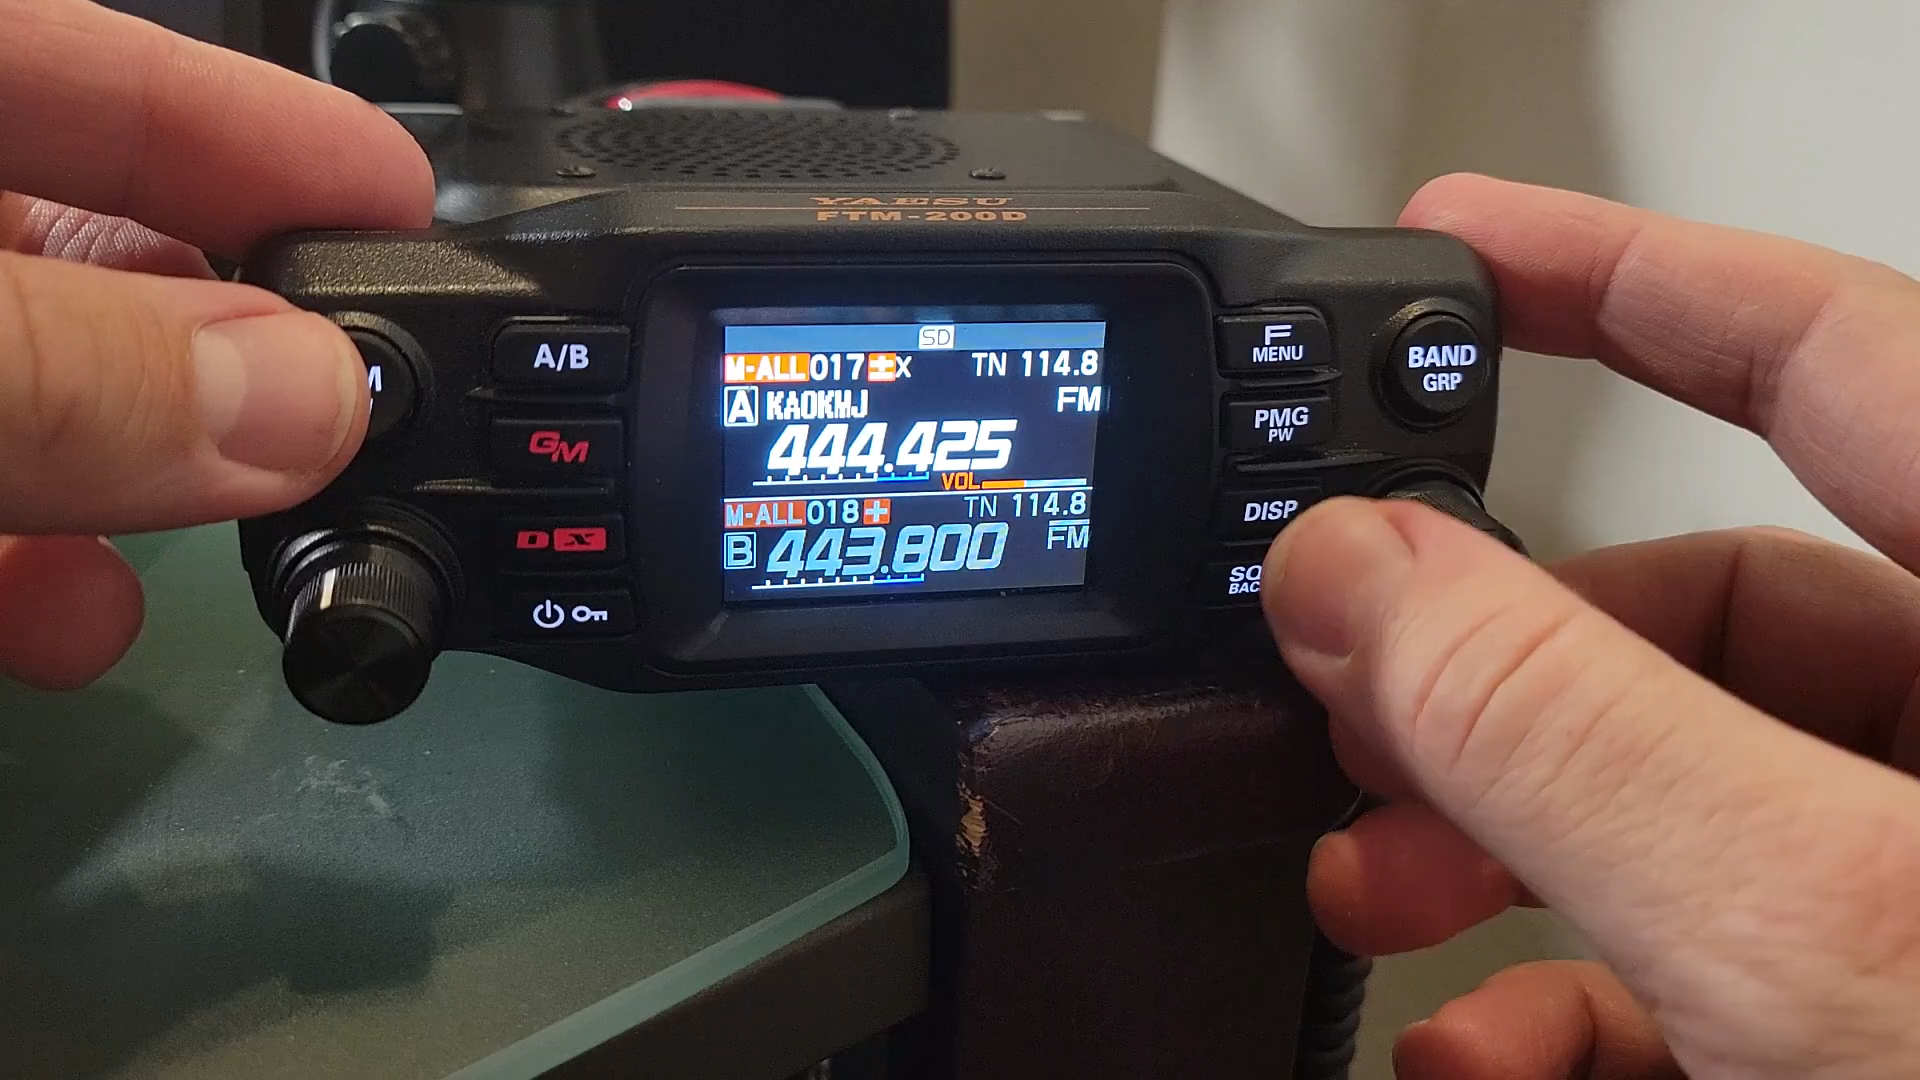 YAESU
FTM-200D
A/B
GM
DX
SD
M-ALL 017 ± X TN 114.8
A KA0KMJ FM
444.425
VOL
M-ALL 018 + TN 114.8
B 443.800 FM
F
MENU
PMG
PW
DISP
BAND
GRP